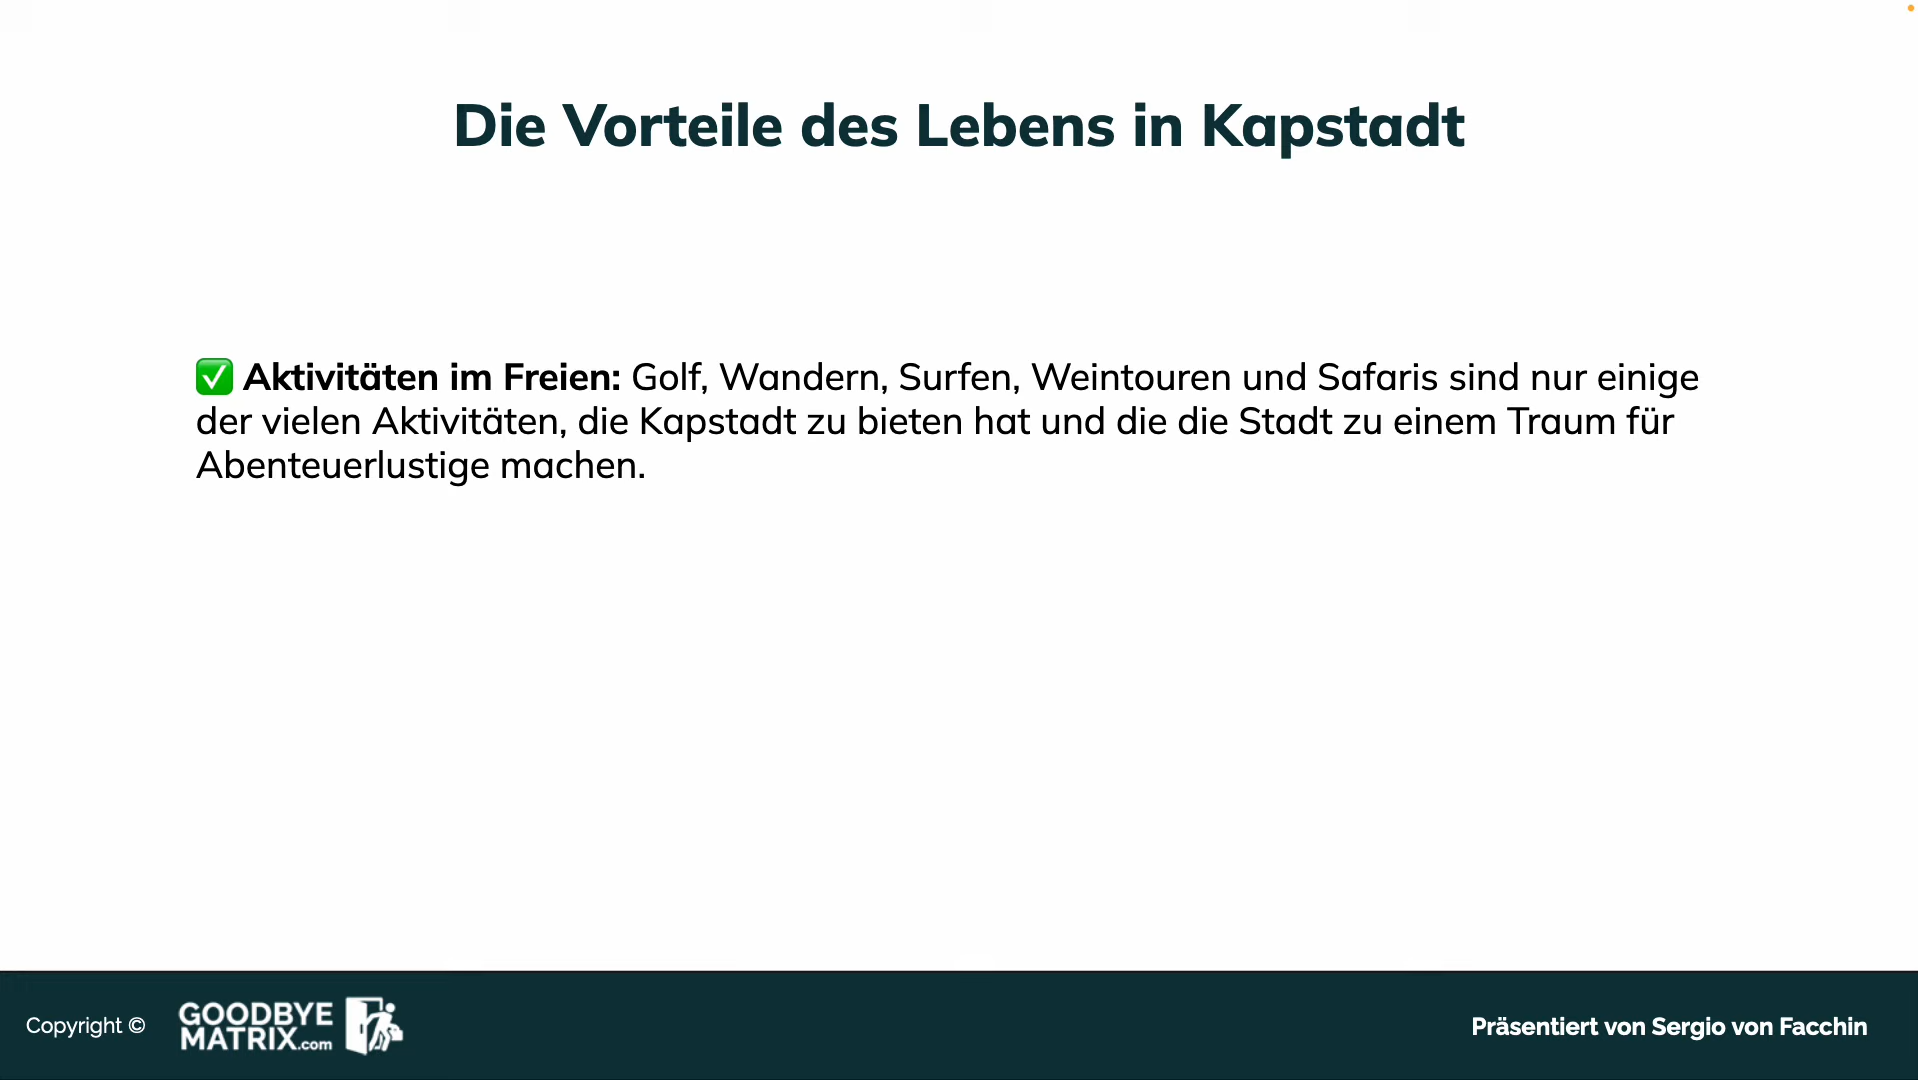 Die Vorteile des Lebens in Kapstadt
✅ Aktivitäten im Freien: Golf, Wandern, Surfen, Weintouren und Safaris sind nur einige
der vielen Aktivitäten, die Kapstadt zu bieten hat und die die Stadt zu einem Traum für
Abenteuerlustige machen.
Copyright ©
GOODBYE
MATRIX.com
Präsentiert von Sergio von Facchin